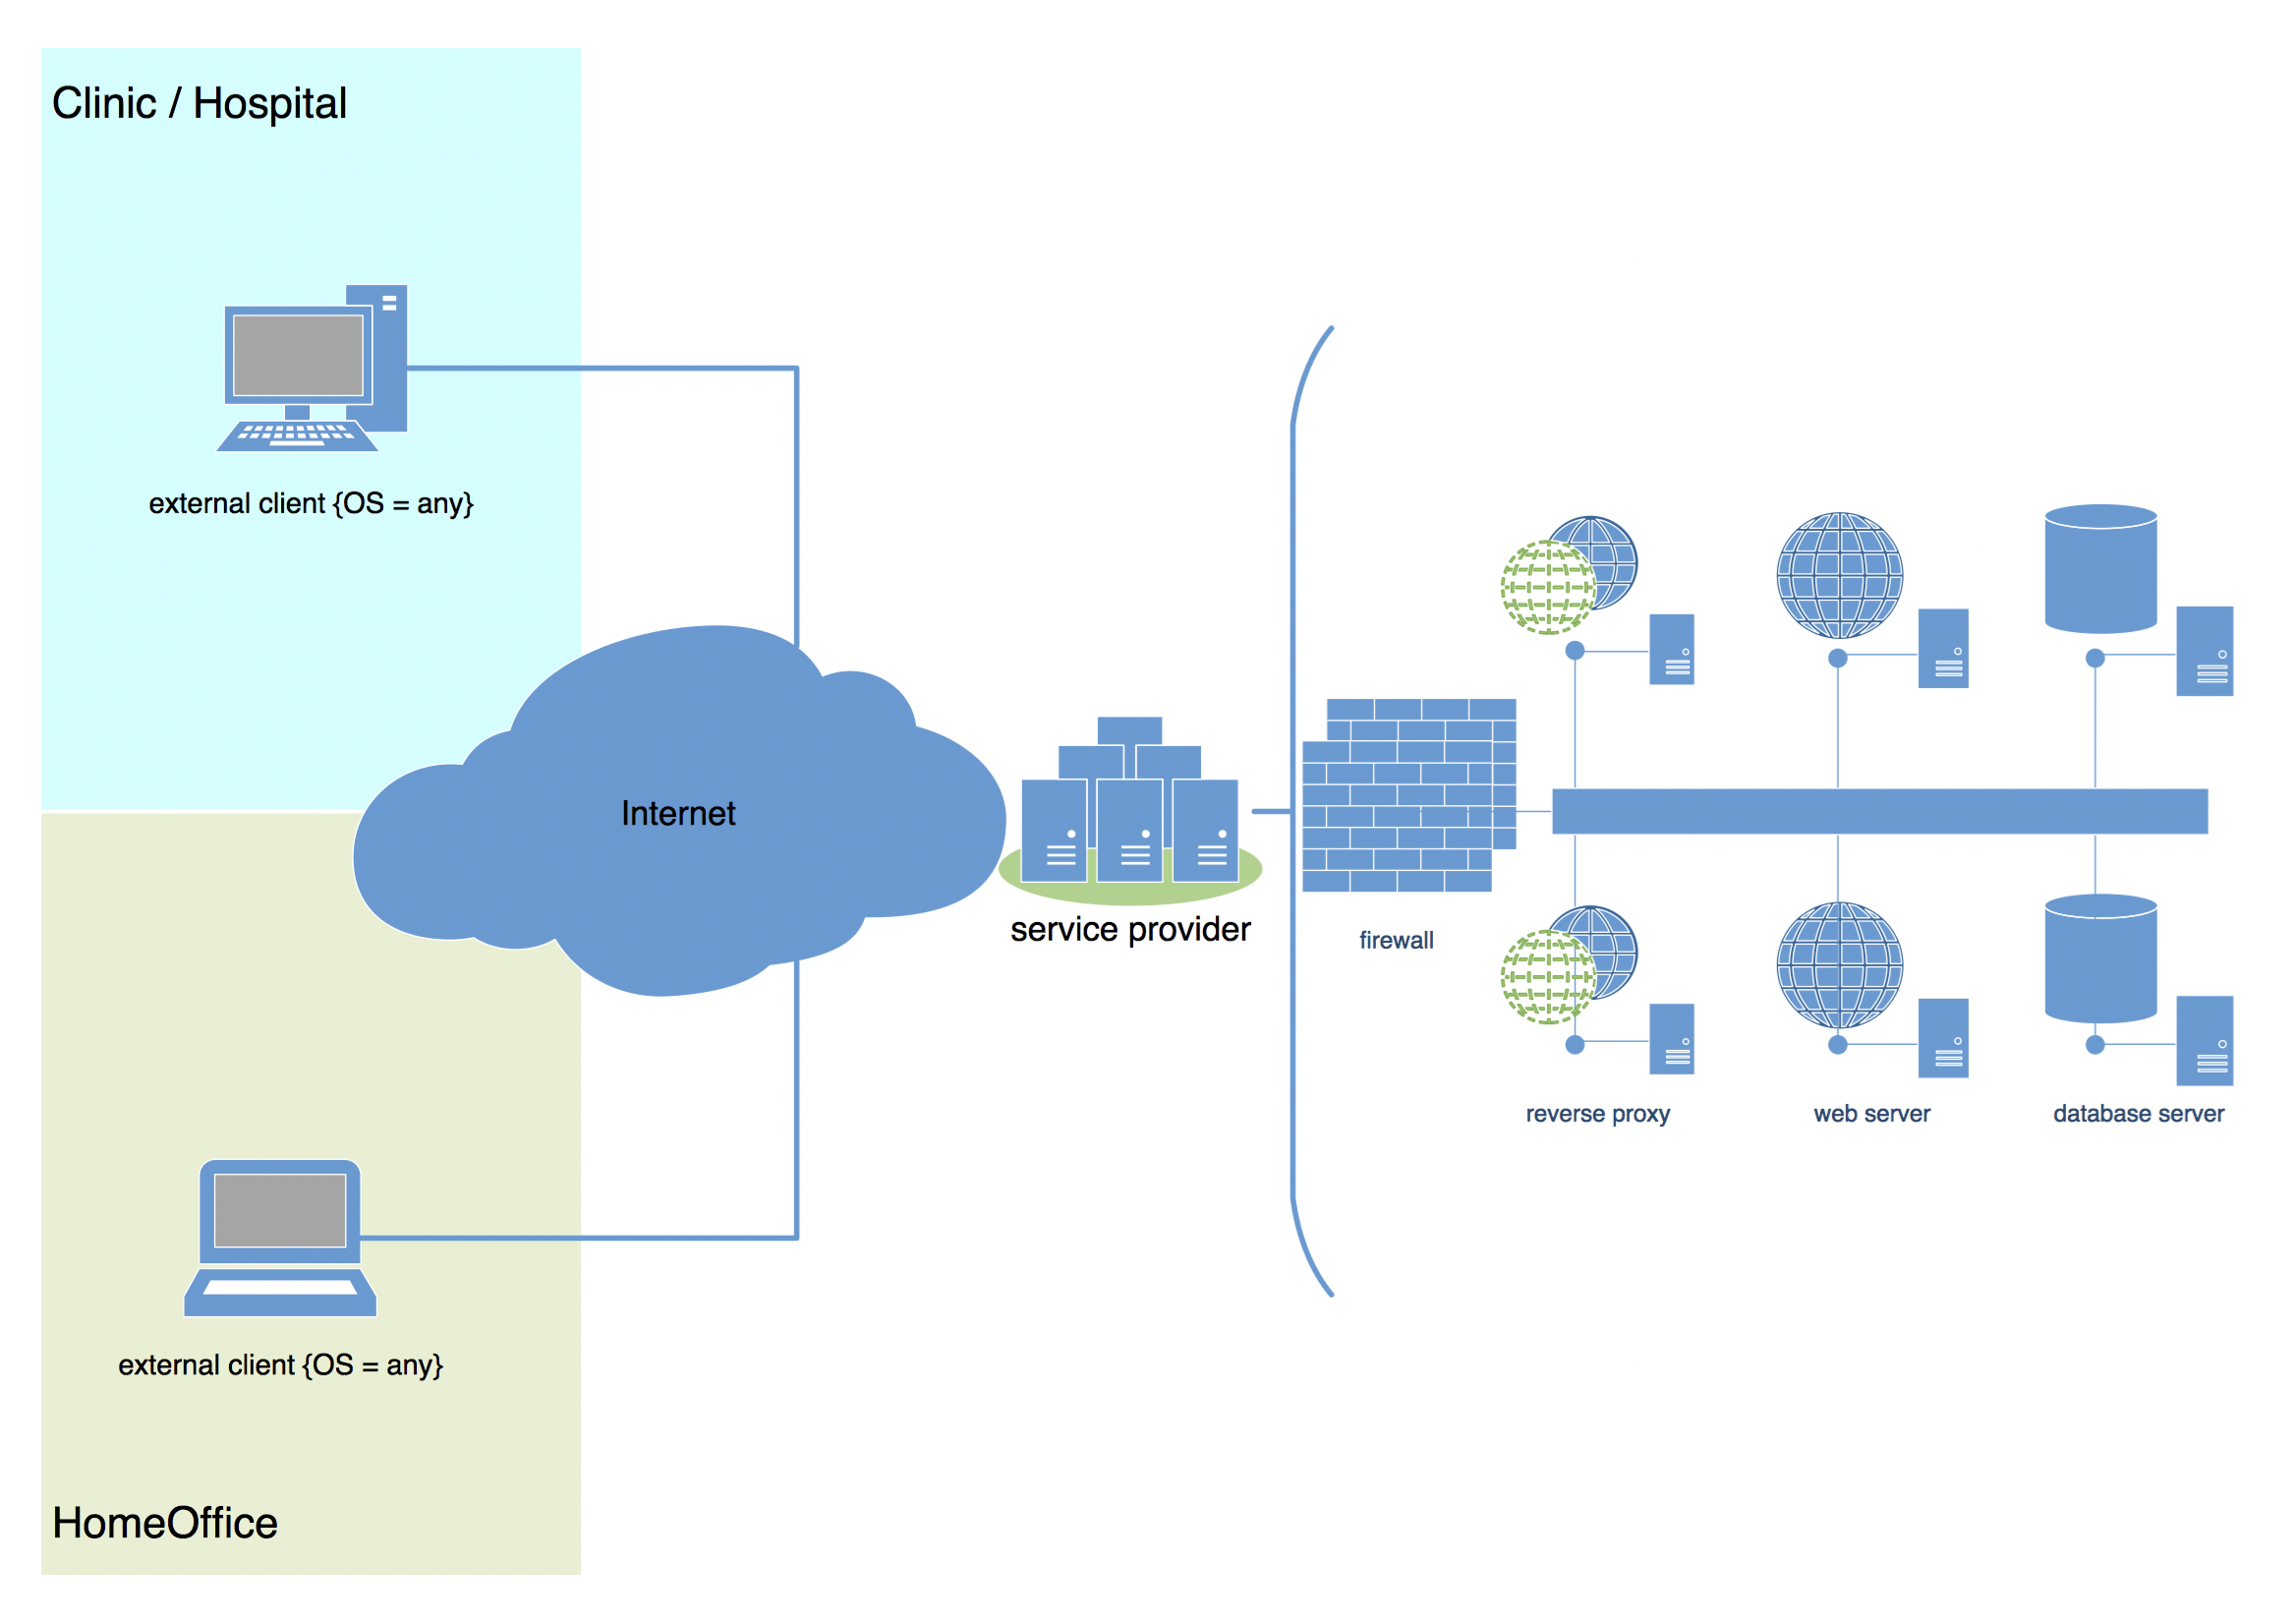 Clinic / Hospital
external client {OS = any}
Internet
service provider
firewall
reverse proxy
web server
database server
external client {OS = any}
HomeOffice